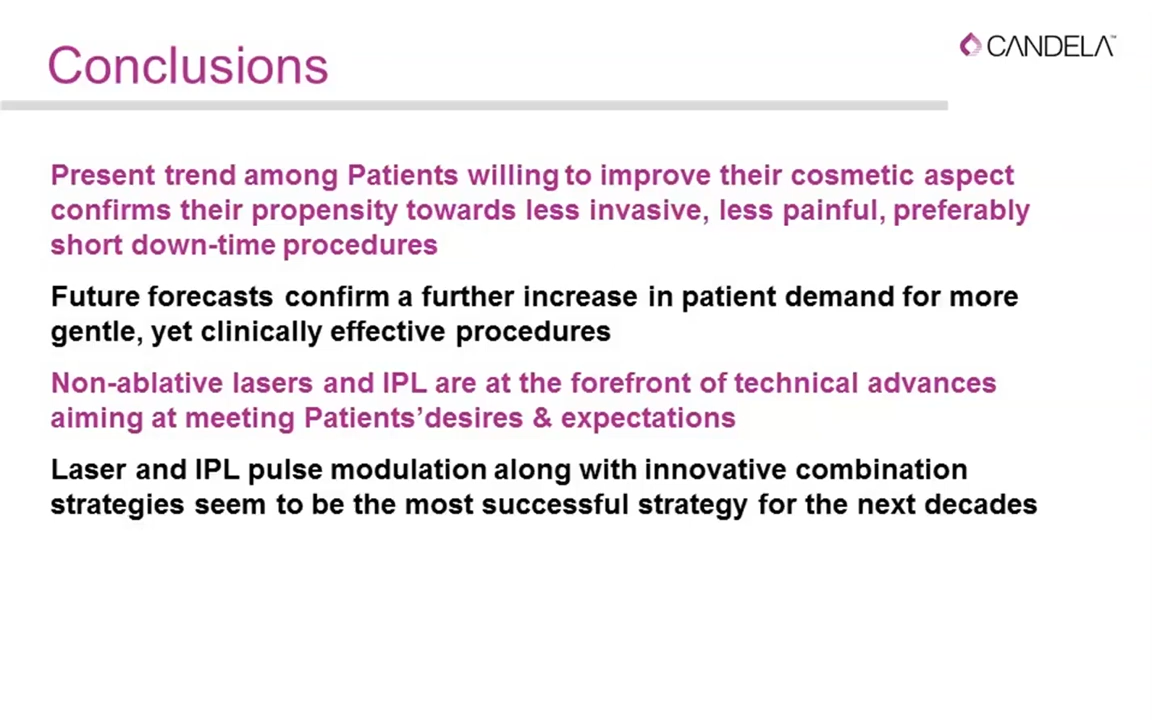 Conclusions
CANDELA™
Present trend among Patients willing to improve their cosmetic aspect
confirms their propensity towards less invasive, less painful, preferably
short down-time procedures
Future forecasts confirm a further increase in patient demand for more
gentle, yet clinically effective procedures
Non-ablative lasers and IPL are at the forefront of technical advances
aiming at meeting Patients’desires & expectations
Laser and IPL pulse modulation along with innovative combination
strategies seem to be the most successful strategy for the next decades